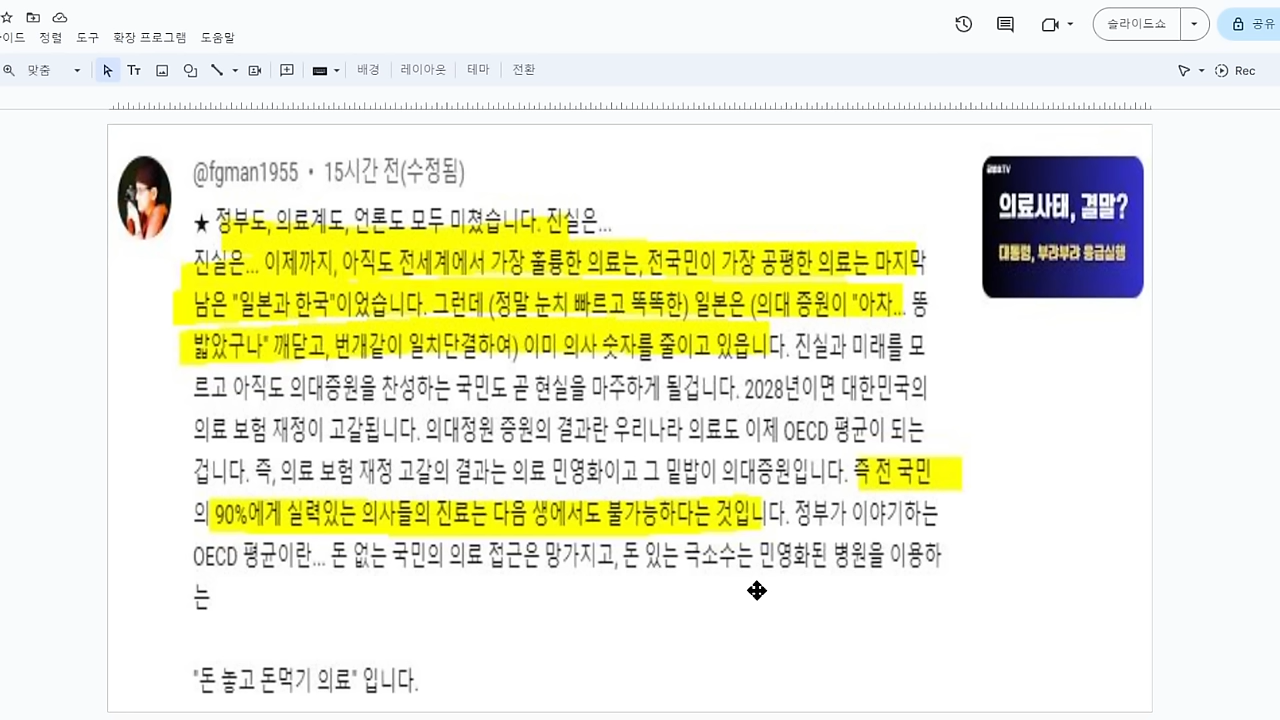 이드 정렬 도구 확장 프로그램 도움말
슬라이드쇼
공유
맞춤
배경 레이아웃 테마 전환
Rec
@fgman1955 • 15시간 전(수정됨)
★ 정부도, 의료계도, 언론도 모두 미쳤습니다. 진실은...
진실은... 이제까지, 아직도 전세계에서 가장 훌륭한 의료는, 전국민이 가장 공평한 의료는 마지막
남은 "일본과 한국"이었습니다. 그런데 (정말 눈치 빠르고 똑똑한) 일본은 (의대 증원이 "아차... 똥
밟았구나" 깨닫고, 번개같이 일치단결하여) 이미 의사 숫자를 줄이고 있읍니다. 진실과 미래를 모
르고 아직도 의대증원을 찬성하는 국민도 곧 현실을 마주하게 될겁니다. 2028년이면 대한민국의
의료 보험 재정이 고갈됩니다. 의대정원 증원의 결과란 우리나라 의료도 이제 OECD 평균이 되는
겁니다. 즉, 의료 보험 재정 고갈의 결과는 의료 민영화이고 그 밑밥이 의대증원입니다. 즉 전 국민
의 90%에게 실력있는 의사들의 진료는 다음 생에서도 불가능하다는 것입니다. 정부가 이야기하는
OECD 평균이란... 돈 없는 국민의 의료 접근은 망가지고, 돈 있는 극소수는 민영화된 병원을 이용하
는
"돈 놓고 돈먹기 의료" 입니다.
의료사태, 결말?
대통령, 부랴부랴 응급실행